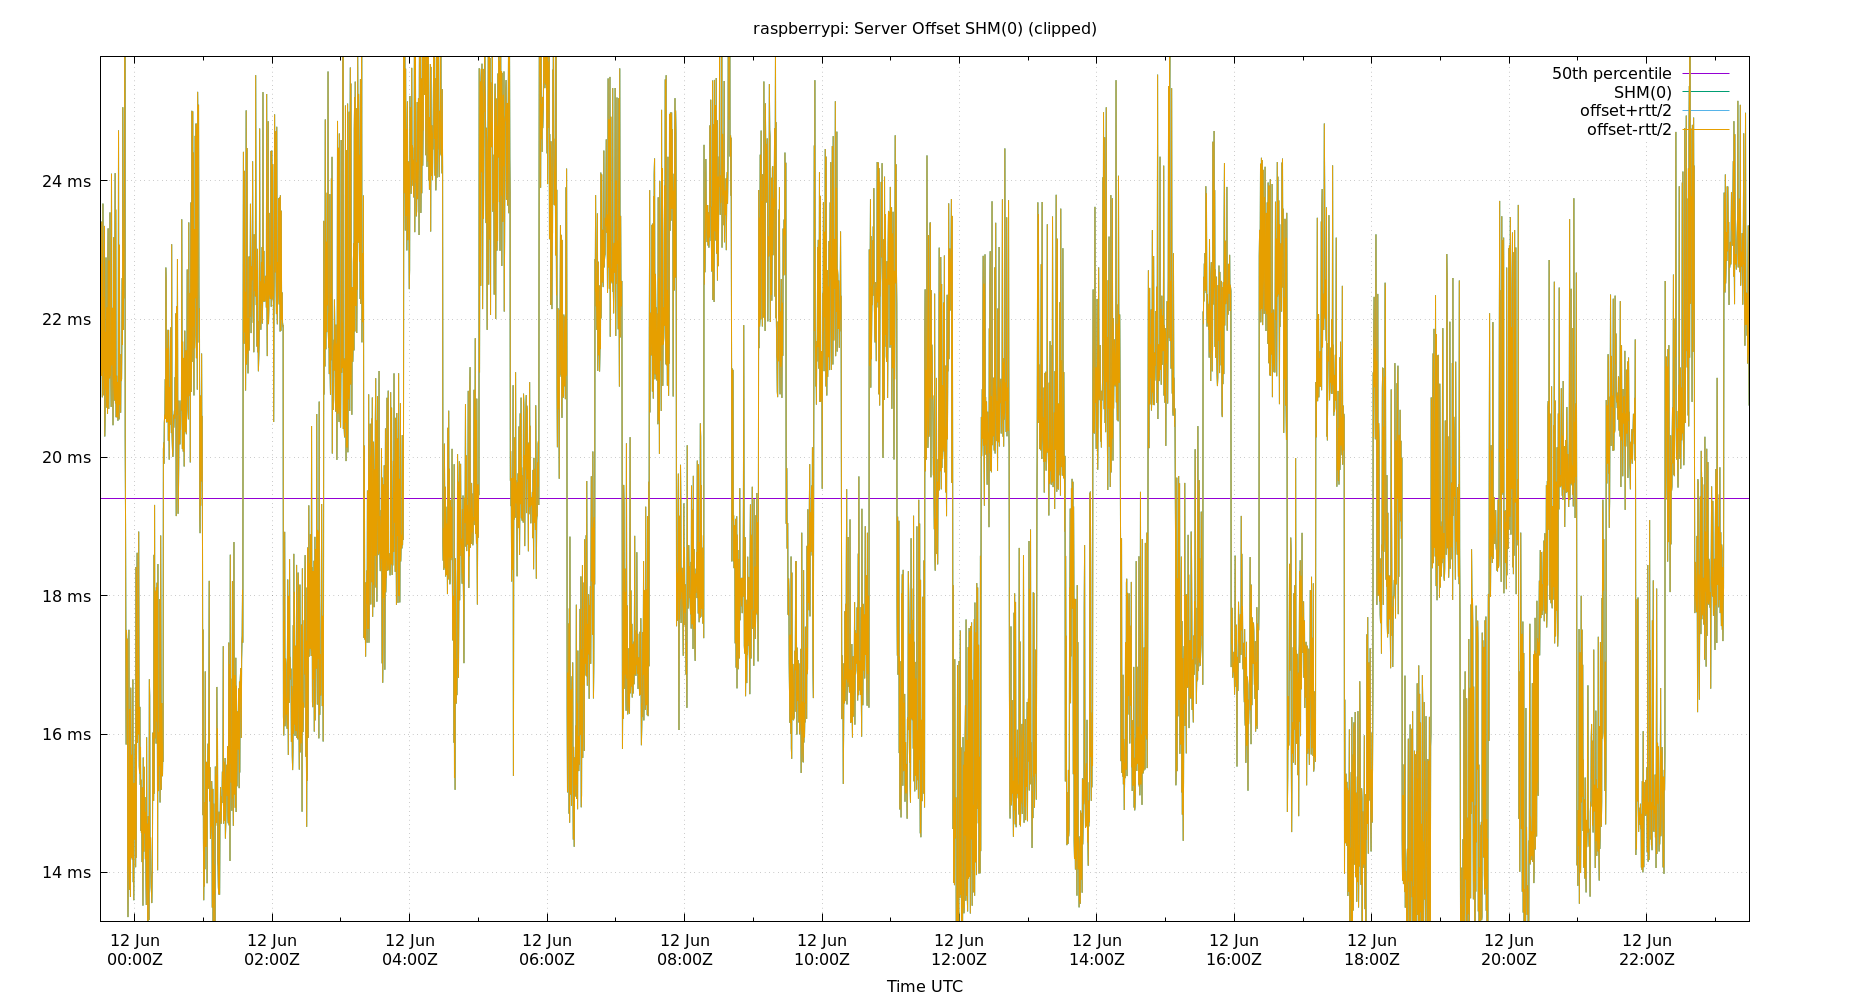 raspberrypi: Server Offset SHM(0) (clipped)
50th percentile
SHM(0)
offset+rtt/2
offset-rtt/2
24 ms
22 ms
20 ms
18 ms
16 ms
14 ms
12 Jun 12 Jun 12 Jun 12 Jun 12 Jun 12 Jun 12 Jun 12 Jun 12 Jun 12 Jun 12 Jun 12 Jun
00:00Z 02:00Z 04:00Z 06:00Z 08:00Z 10:00Z 12:00Z 14:00Z 16:00Z 18:00Z 20:00Z 22:00Z
Time UTC